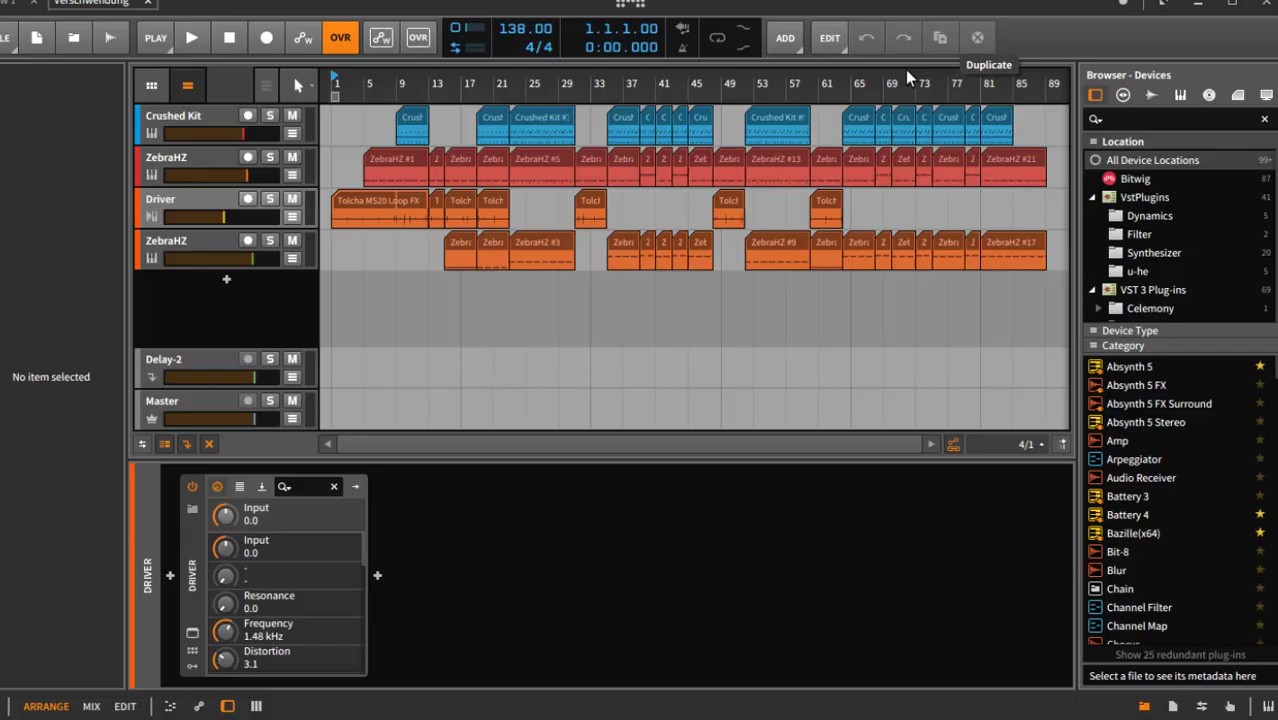 Verschwendung
PLAY
OVR
OVR
138.00
4/4
1.1.1.00
0:00.000
ADD
EDIT
Duplicate
1 5 9 13 17 21 25 29 33 37 41 45 49 53 57 61 65 69 73 77 81 85 89
Crushed Kit
S M
Crushed Kit #
ZebraHZ
S M
ZebraHZ #1
ZebraHZ #5
ZebraHZ #13
ZebraHZ #21
Driver
S M
Tolcha MS20 Loop FX
Tolch
Tolch
Tolch
Tolch
Tolch
ZebraHZ
S M
ZebraHZ #3
ZebraHZ #9
ZebraHZ #17
+
Delay-2
S M
Master
S M
4/1
No item selected
DRIVER
DRIVER
Input
0.0
Input
0.0
-
-
Resonance
0.0
Frequency
1.48 kHz
Distortion
3.1
Browser - Devices
Location
All Device Locations 99+
Bitwig 87
VstPlugins 41
Dynamics 5
Filter 2
Synthesizer 20
u-he 5
VST 3 Plug-ins 69
Celemony 1
Device Type
Category
Absynth 5
Absynth 5 FX
Absynth 5 FX Surround
Absynth 5 Stereo
Amp
Arpeggiator
Audio Receiver
Battery 3
Battery 4
Bazille(x64)
Bit-8
Blur
Chain
Channel Filter
Channel Map
Show 25 redundant plug-ins
Select a file to see its metadata here
ARRANGE MIX EDIT